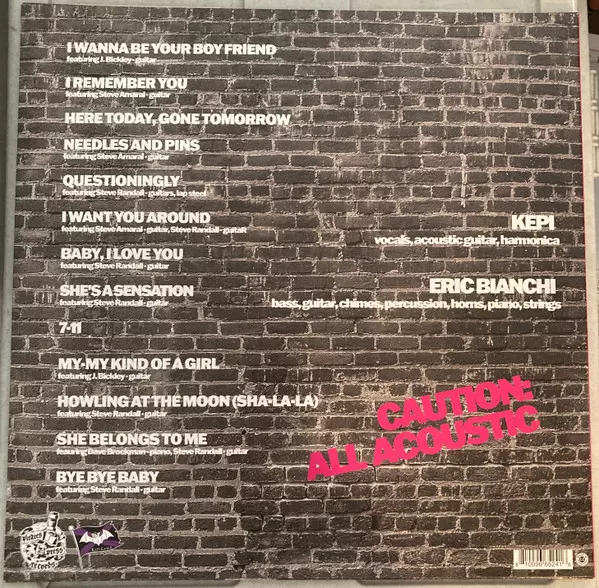 I WANNA BE YOUR BOY FRIEND
featuring J. Bickley - guitar
I REMEMBER YOU
featuring Steve Amaral - guitar
HERE TODAY, GONE TOMORROW
NEEDLES AND PINS
featuring Steve Amaral - guitar
QUESTIONINGLY
featuring Steve Randall - guitars, lap steel
I WANT YOU AROUND
featuring Steve Amaral - guitar, Steve Randall - guitaR
BABY, I LOVE YOU
featuring Steve Randall - guitar
SHE'S A SENSATION
featuring Steve Randall - guitar
7-11
MY-MY KIND OF A GIRL
featuring J. Bickley - guitar
HOWLING AT THE MOON (SHA-LA-LA)
featuring Steve Randall - guitar
SHE BELONGS TO ME
feauring Dave Brockman - piano, Steve Randall - guitar
BYE BYE BABY
featuring Steve Randall - guitar
KEPI
vocals, acoustic guitar, harmonica
ERIC BIANCHI
bass, guitar, chimes, percussion, horns, piano, strings
CAUTION:
ALL ACOUSTIC